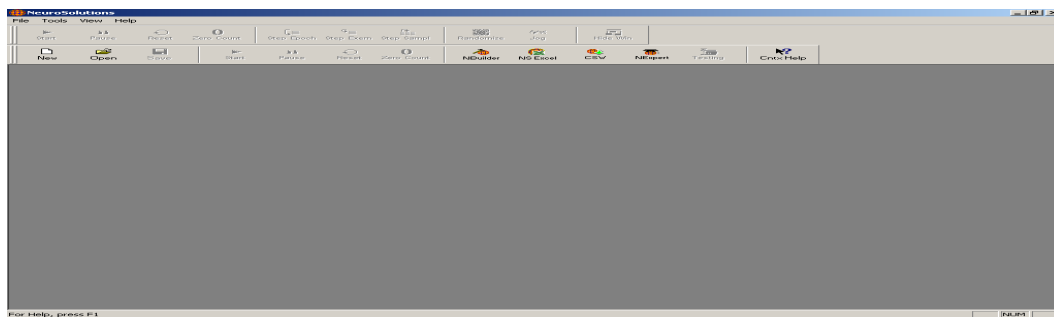 NeuroSolutions
File Tools View Help
Start Pause Reset Zero Count Step Epoch Step Exem Step Sampl Randomize Jog Hide Win
New Open Save Start Pause Reset Zero Count NBuilder NS Excel CSW NExpert Testing Cntx Help
For Help, press F1 NUM